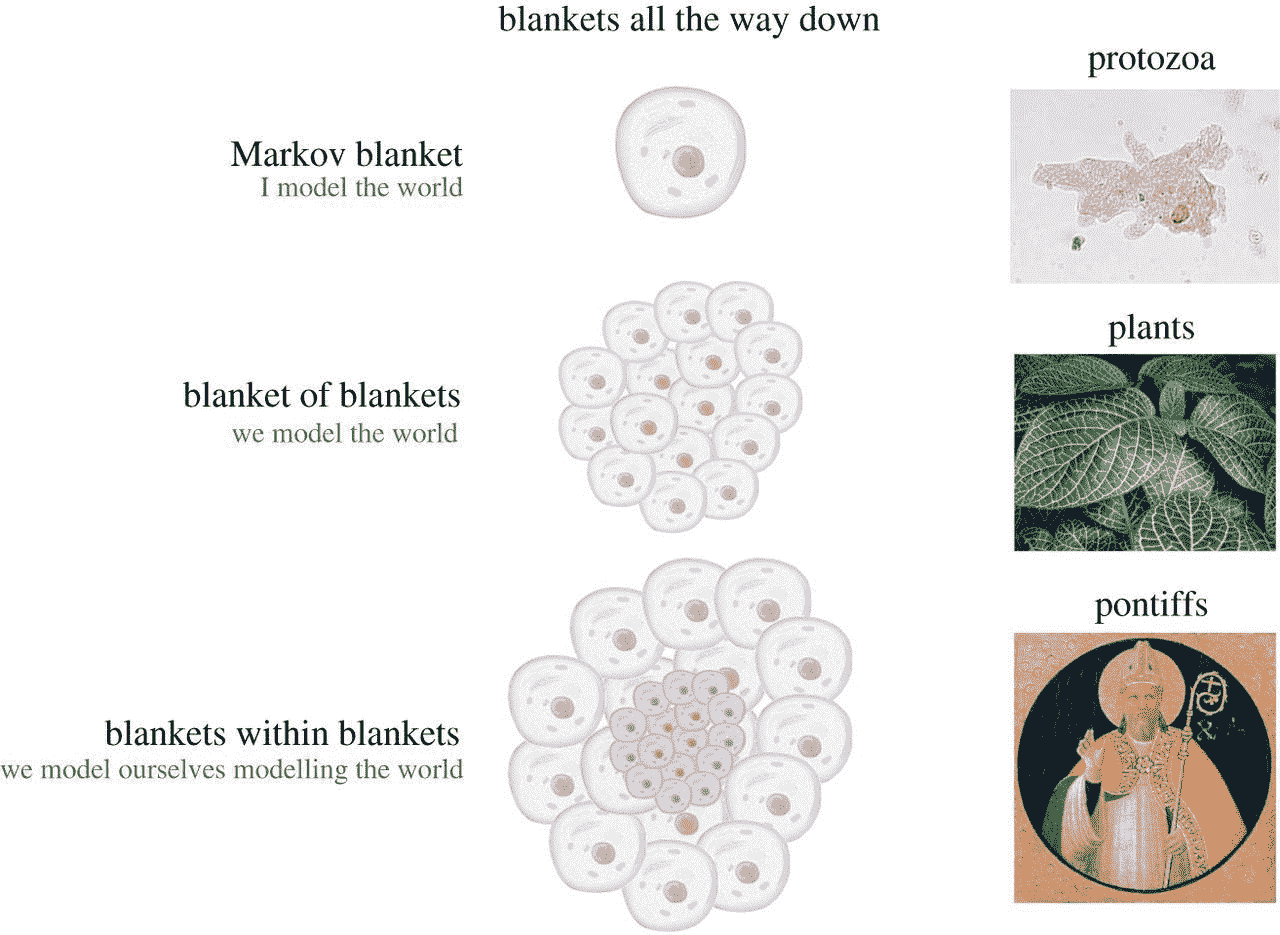 blankets all the way down
protozoa
Markov blanket
I model the world
plants
blanket of blankets
we model the world
pontiffs
blankets within blankets
we model ourselves modelling the world